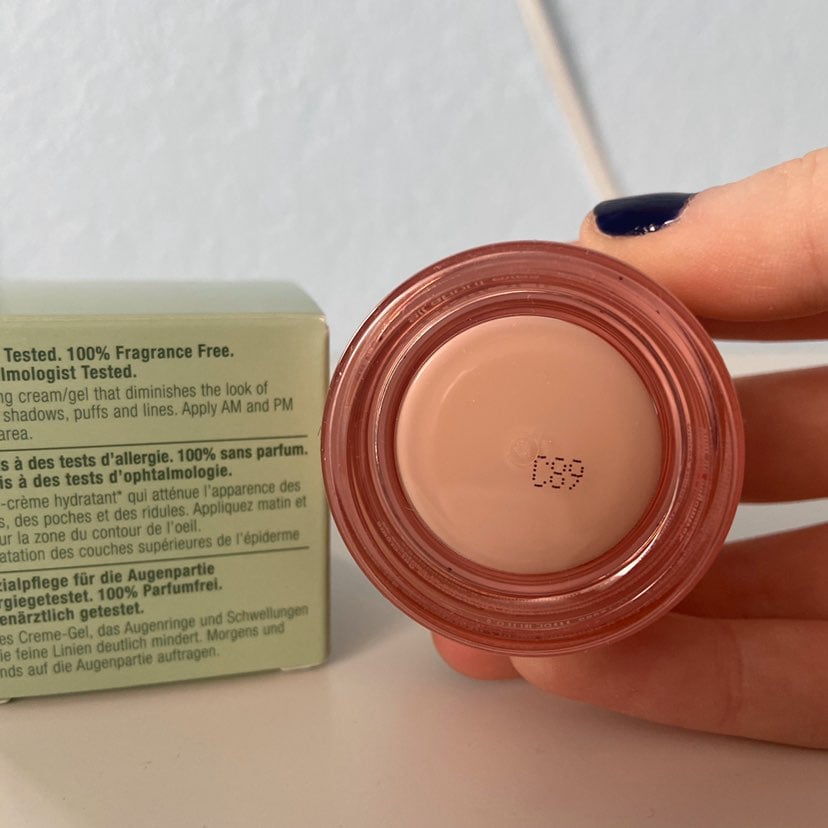 Tested. 100% Fragrance Free.
lmologist Tested.
ng cream/gel that diminishes the look of
shadows, puffs and lines. Apply AM and PM
area.
s à des tests d'allergie. 100% sans parfum.
is à des tests d'ophtalmologie.
-crème hydratant* qui atténue l'apparence des
s, des poches et des ridules. Appliquez matin et
ur la zone du contour de l'oeil.
atation des couches supérieures de l'épiderme
zialpflege für die Augenpartie
rgiegetestet. 100% Parfumfrei.
enärztlich getestet.
es Creme-Gel, das Augenringe und Schwellungen
ie feine Linien deutlich mindert. Morgens und
nds auf die Augenpartie auftragen.
C89